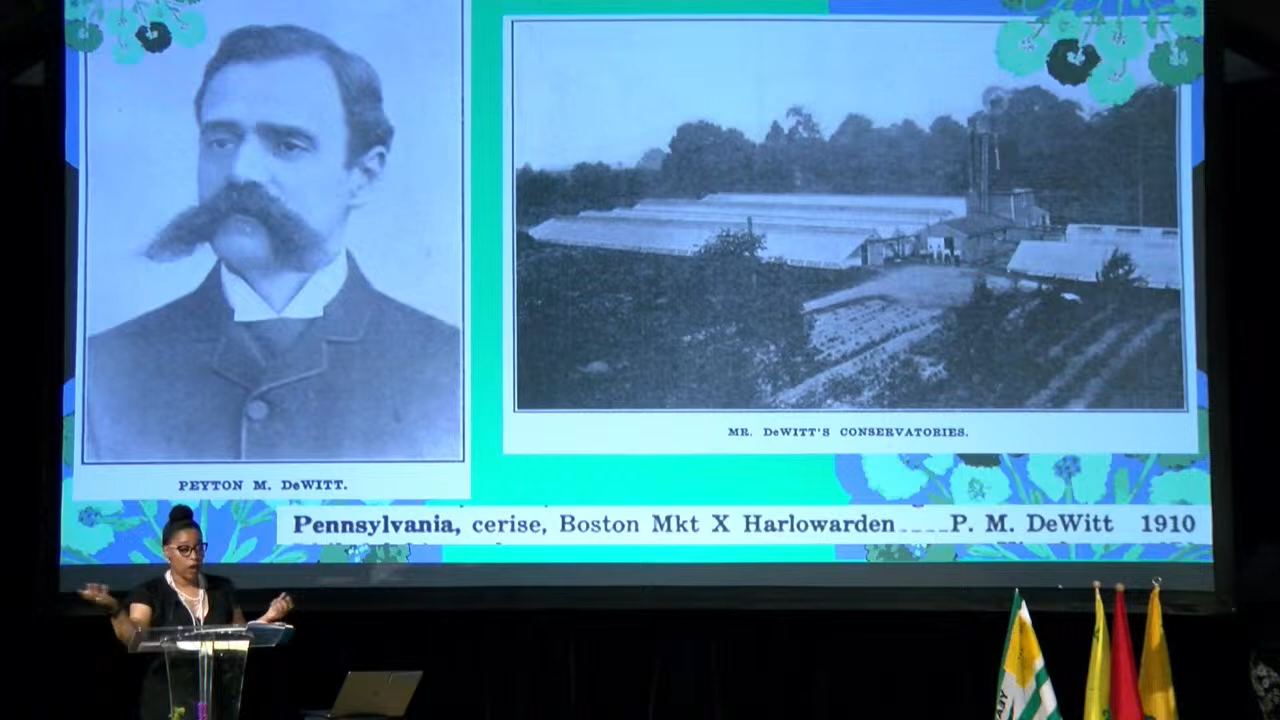 PEYTON M. DeWITT.
MR. DeWITT'S CONSERVATORIES.
Pennsylvania, cerise, Boston Mkt X Harlowarden ____P. M. DeWitt 1910